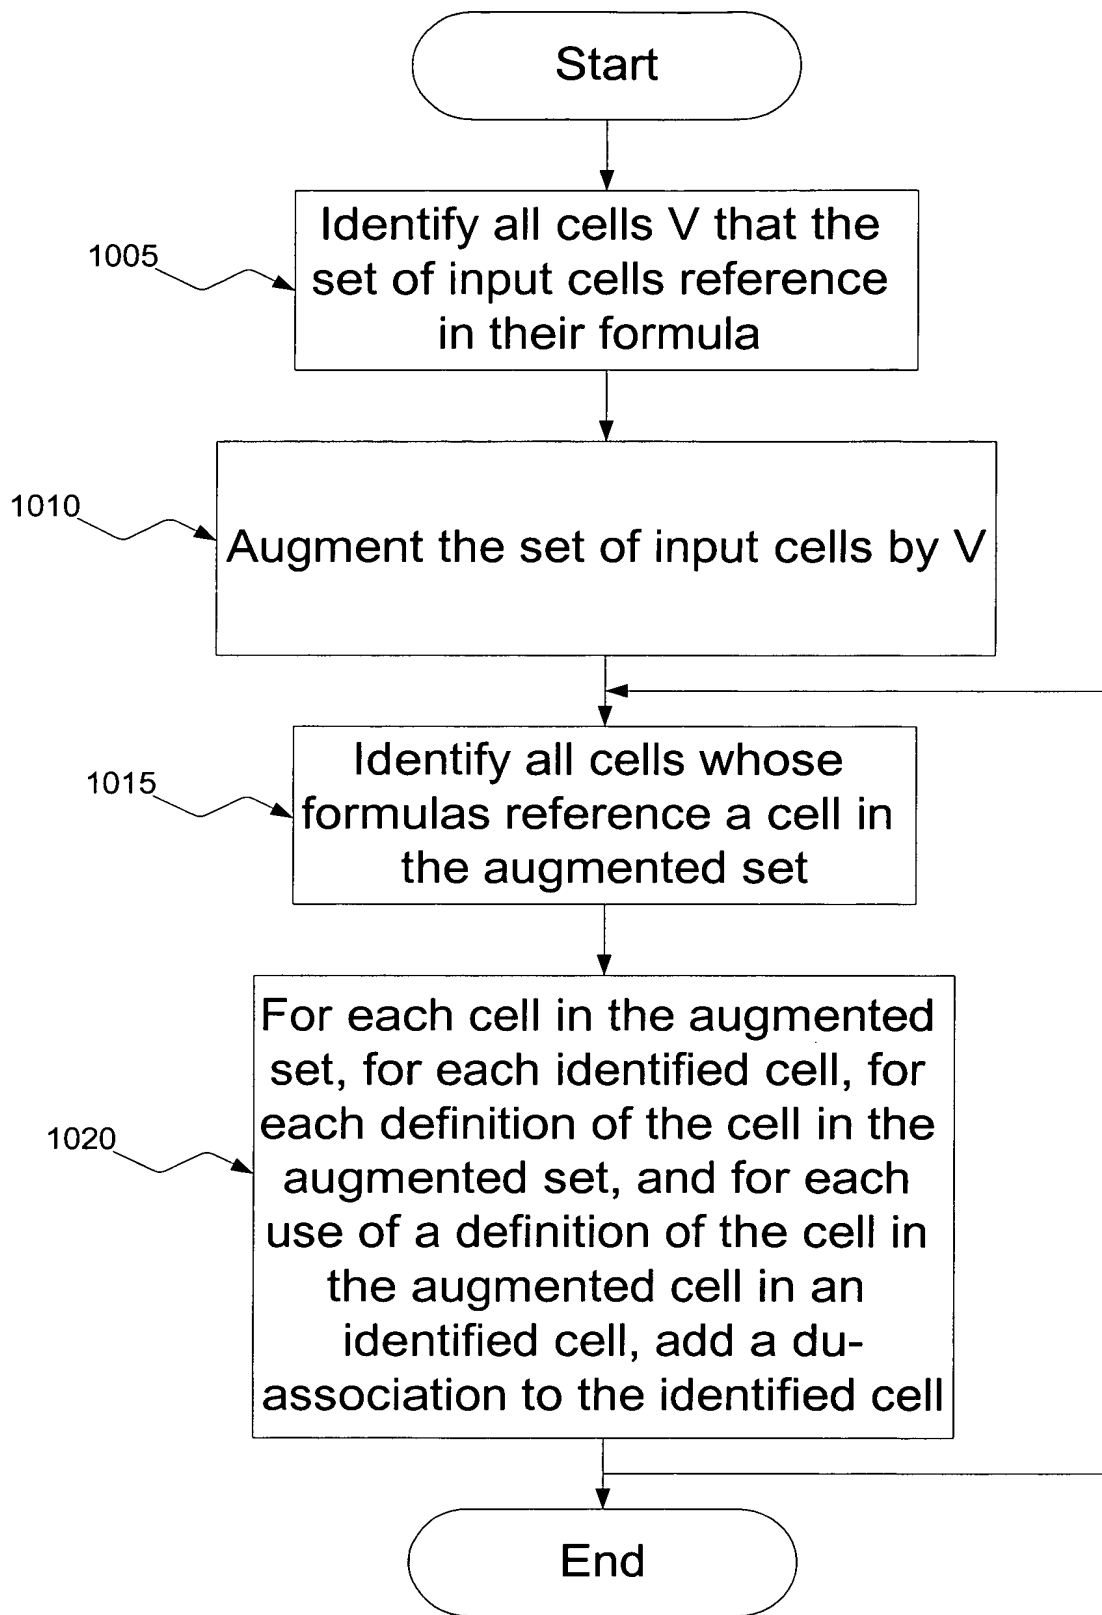 Start
1005
Identify all cells V that the
set of input cells reference
in their formula
1010
Augment the set of input cells by V
1015
Identify all cells whose
formulas reference a cell in
the augmented set
1020
For each cell in the augmented
set, for each identified cell, for
each definition of the cell in the
augmented set, and for each
use of a definition of the cell in
the augmented cell in an
identified cell, add a du-
association to the identified cell
End